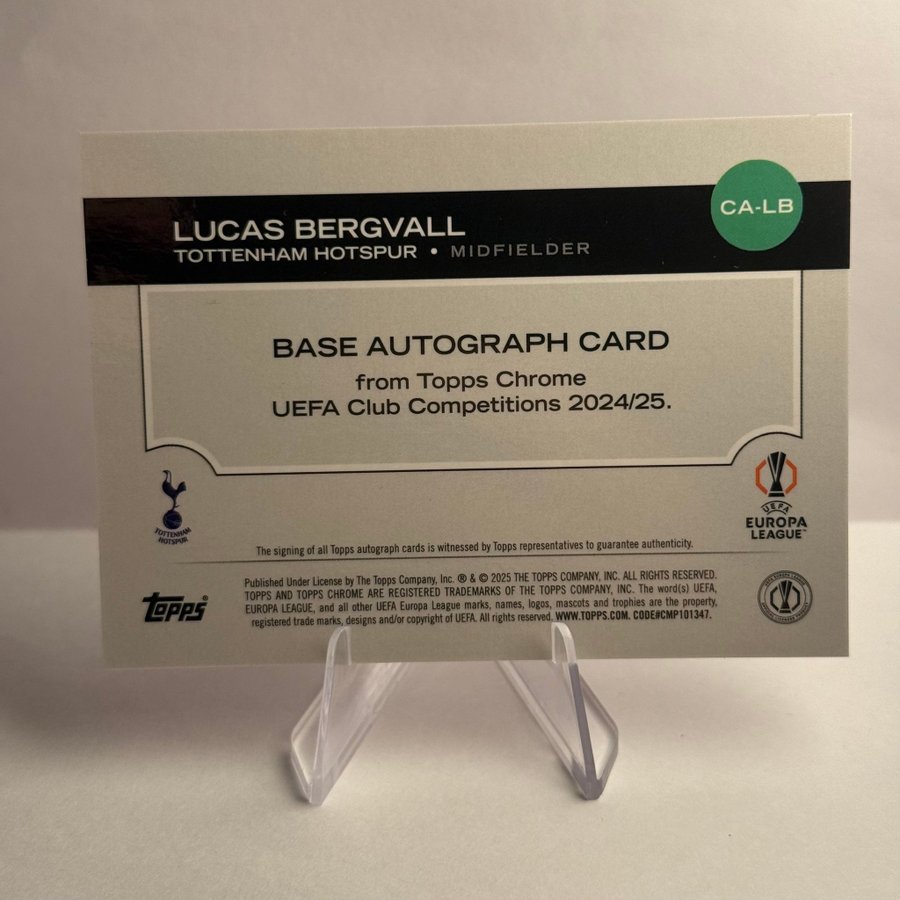 LUCAS BERGVALL
TOTTENHAM HOTSPUR • MIDFIELDER
CA-LB
BASE AUTOGRAPH CARD
from Topps Chrome
UEFA Club Competitions 2024/25.
TOTTENHAM
HOTSPUR
UEFA
EUROPA
LEAGUE™
The signing of all Topps autograph cards is witnessed by Topps representatives to guarantee authenticity.
topps®
Published Under License by The Topps Company, Inc. ® & © 2025 THE TOPPS COMPANY, INC. ALL RIGHTS RESERVED.
TOPPS AND TOPPS CHROME ARE REGISTERED TRADEMARKS OF THE TOPPS COMPANY, INC. The word(s) UEFA,
EUROPA LEAGUE, and all other UEFA Europa League marks, names, logos, mascots and trophies are the property,
registered trade marks, designs and/or copyright of UEFA. All rights reserved. WWW.TOPPS.COM. CODE#CMP101347.